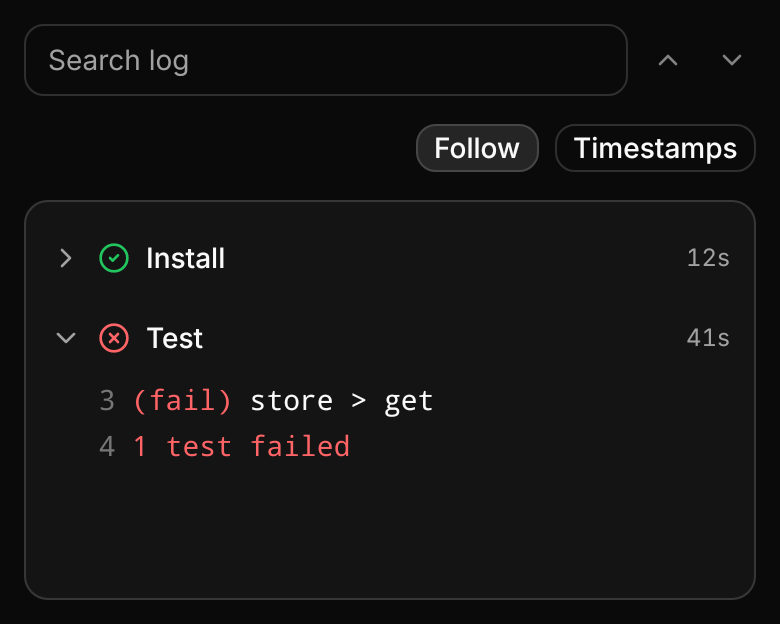 Search log
Follow Timestamps
Install 12s
Test 41s
3 (fail) store > get
4 1 test failed